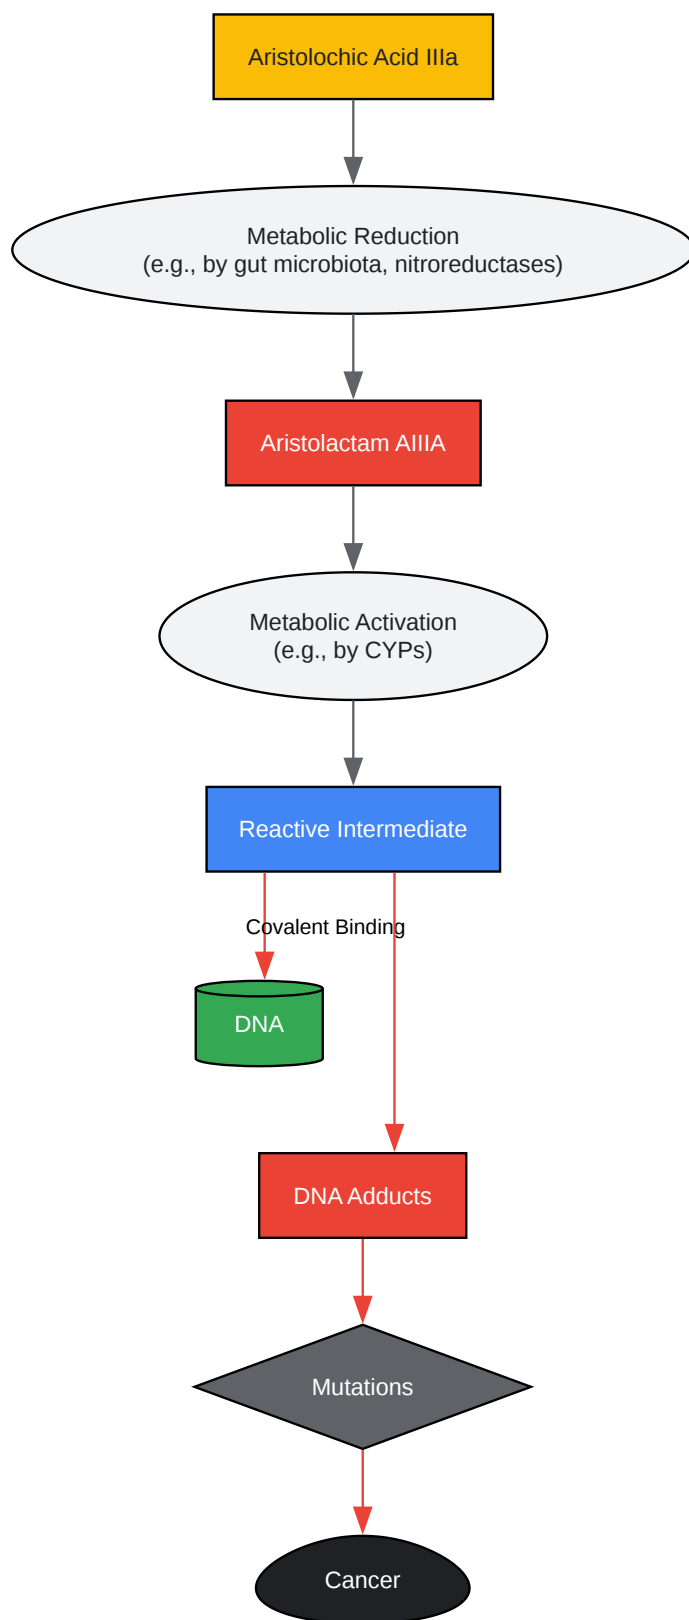 Aristolochic Acid IIIa
Metabolic Reduction
(e.g., by gut microbiota, nitroreductases)
Aristolactam AIIIA
Metabolic Activation
(e.g., by CYPs)
Reactive Intermediate
Covalent Binding
DNA
DNA Adducts
Mutations
Cancer